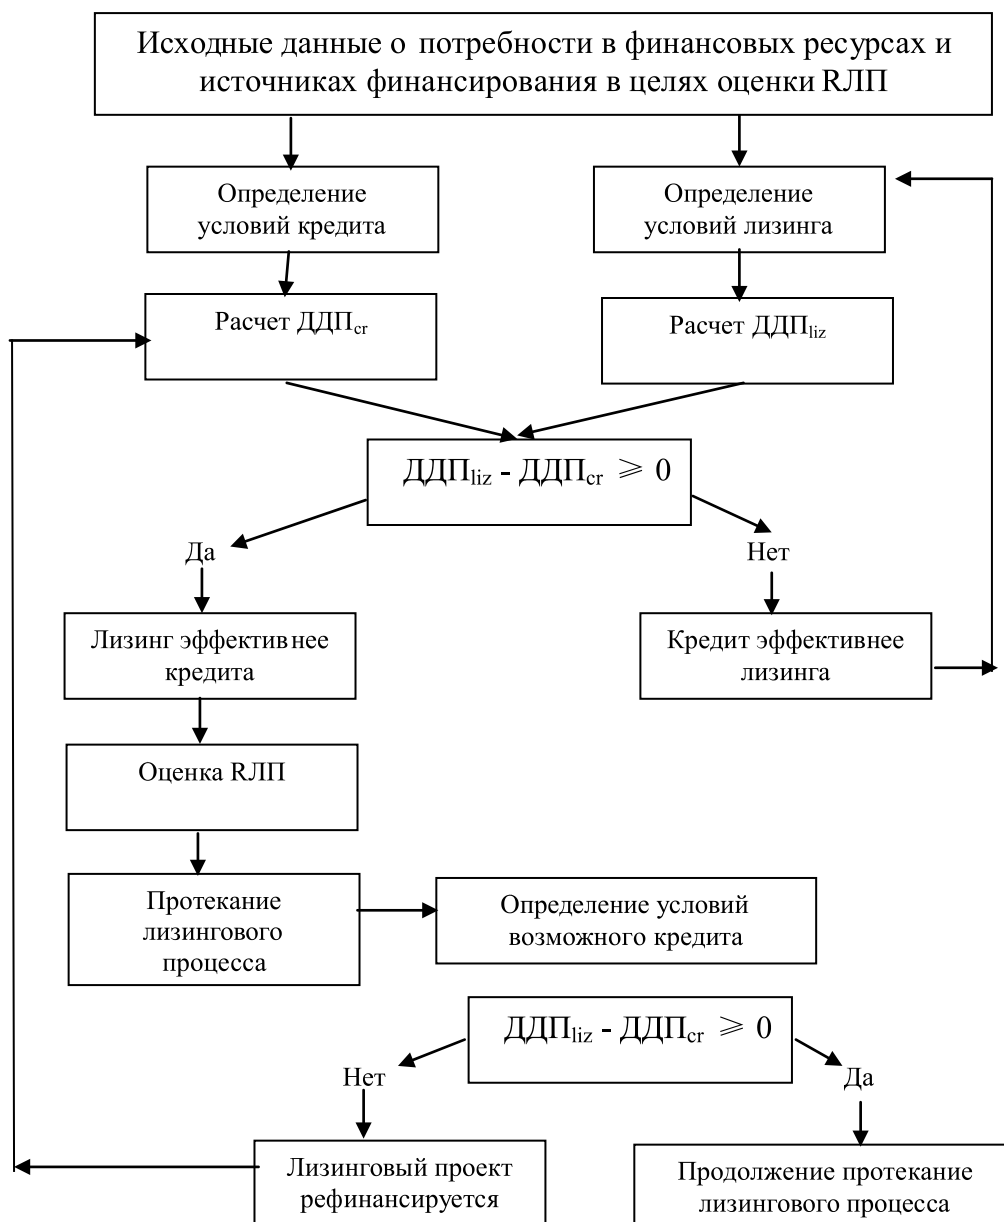 Исходные данные о потребности в финансовых ресурсах и
источниках финансирования в целях оценки RЛП
Определение
условий кредита
Определение
условий лизинга
Расчет ДДПcr
Расчет ДДПliz
ДДПliz - ДДПcr ⩾ 0
Да
Нет
Лизинг эффективнее
кредита
Кредит эффективнее
лизинга
Оценка RЛП
Протекание
лизингового
процесса
Определение условий
возможного кредита
ДДПliz - ДДПcr ⩾ 0
Нет
Да
Лизинговый проект
рефинансируется
Продолжение протекание
лизингового процесса